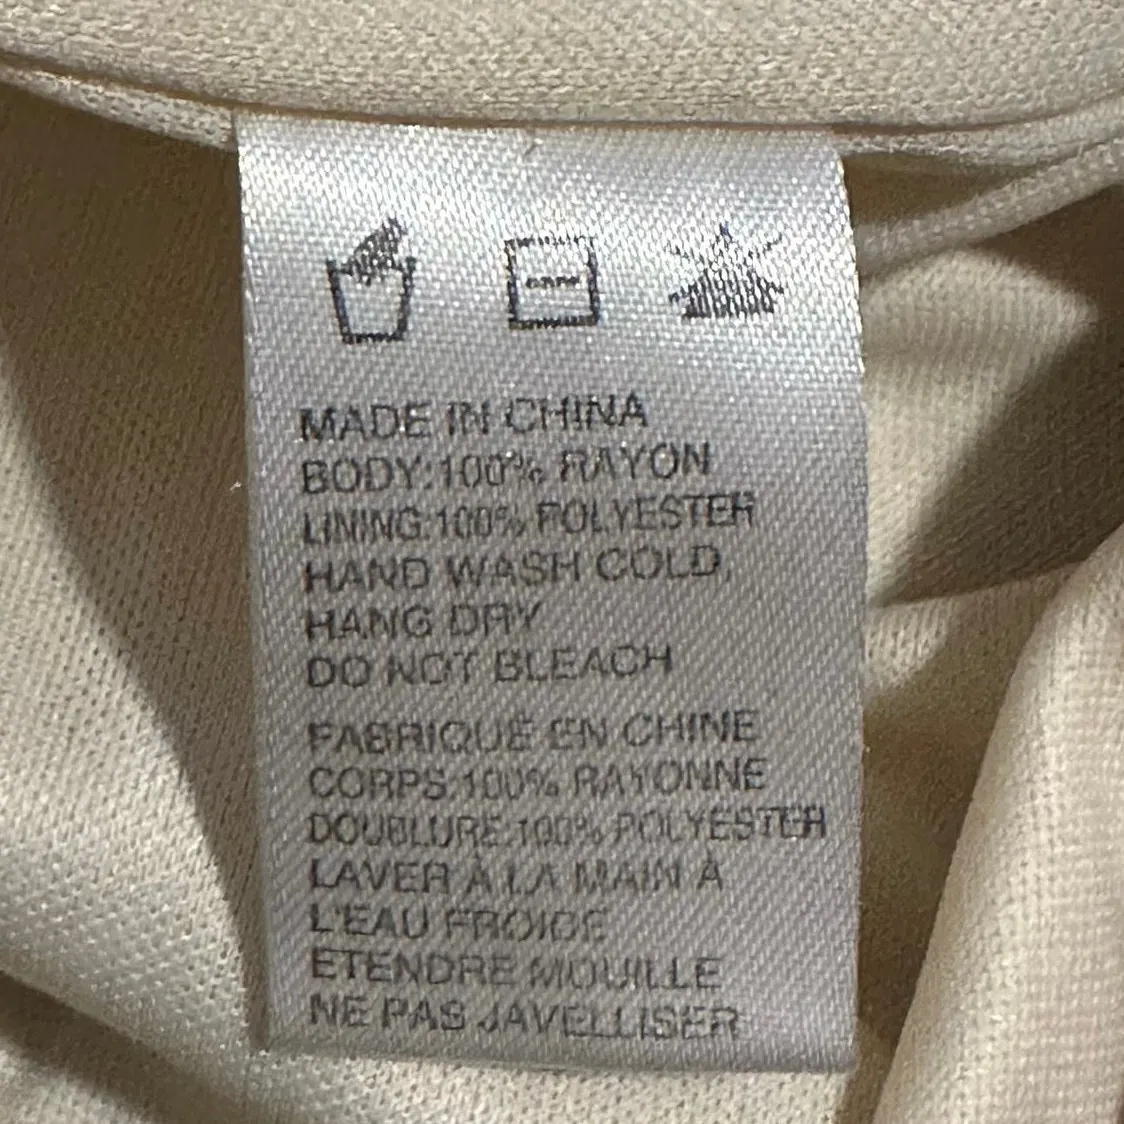 MADE IN CHINA
BODY:100% RAYON
LINING:100% POLYESTER
HAND WASH COLD,
HANG DRY
DO NOT BLEACH
FABRIQUE EN CHINE
CORPS:100% RAYONNE
DOUBLURE:100% POLYESTER
LAVER À LA MAIN À
L'EAU FROIDE
ETENDRE MOUILLE
NE PAS JAVELLISER